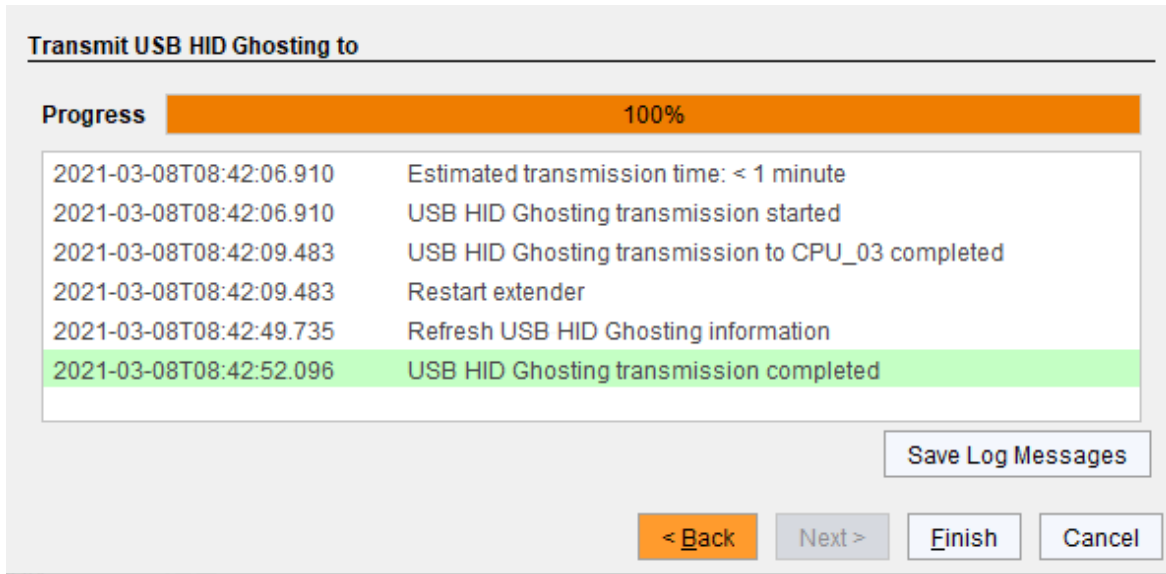 Transmit USB HID Ghosting to
Progress 100%
2021-03-08T08:42:06.910 Estimated transmission time: < 1 minute
2021-03-08T08:42:06.910 USB HID Ghosting transmission started
2021-03-08T08:42:09.483 USB HID Ghosting transmission to CPU_03 completed
2021-03-08T08:42:09.483 Restart extender
2021-03-08T08:42:49.735 Refresh USB HID Ghosting information
2021-03-08T08:42:52.096 USB HID Ghosting transmission completed
Save Log Messages
< Back Next > Finish Cancel